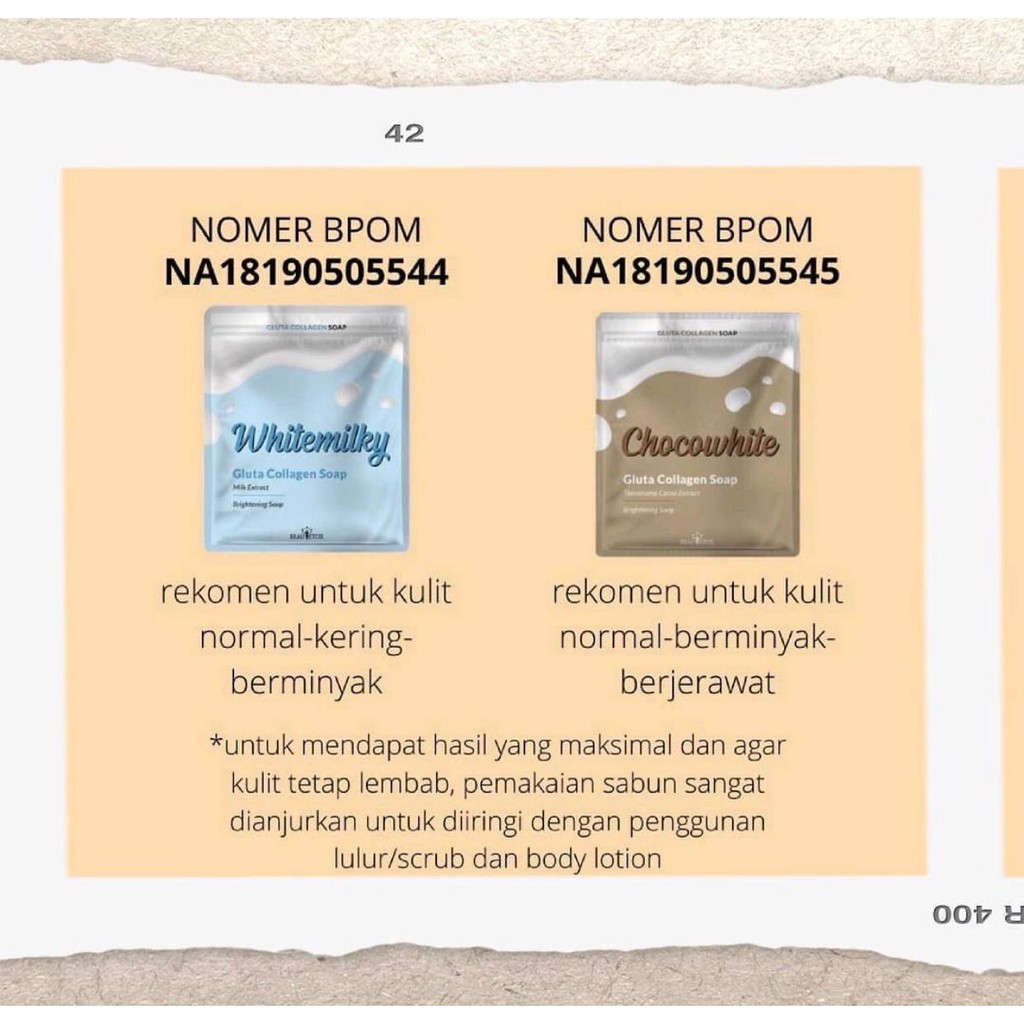 42
NOMER BPOM
NA18190505544
GLUTA COLLAGEN SOAP
Whitemilky
Gluta Collagen Soap
Milk Extract
Brightening Soap
rekomen untuk kulit
normal-kering-
berminyak
NOMER BPOM
NA18190505545
GLUTA COLLAGEN SOAP
Chocowhite
Gluta Collagen Soap
Theobroma Cacao Extract
Brightening Soap
rekomen untuk kulit
normal-berminyak-
berjerawat
*untuk mendapat hasil yang maksimal dan agar
kulit tetap lembab, pemakaian sabun sangat
dianjurkan untuk diiringi dengan penggunan
lulur/scrub dan body lotion
R 400